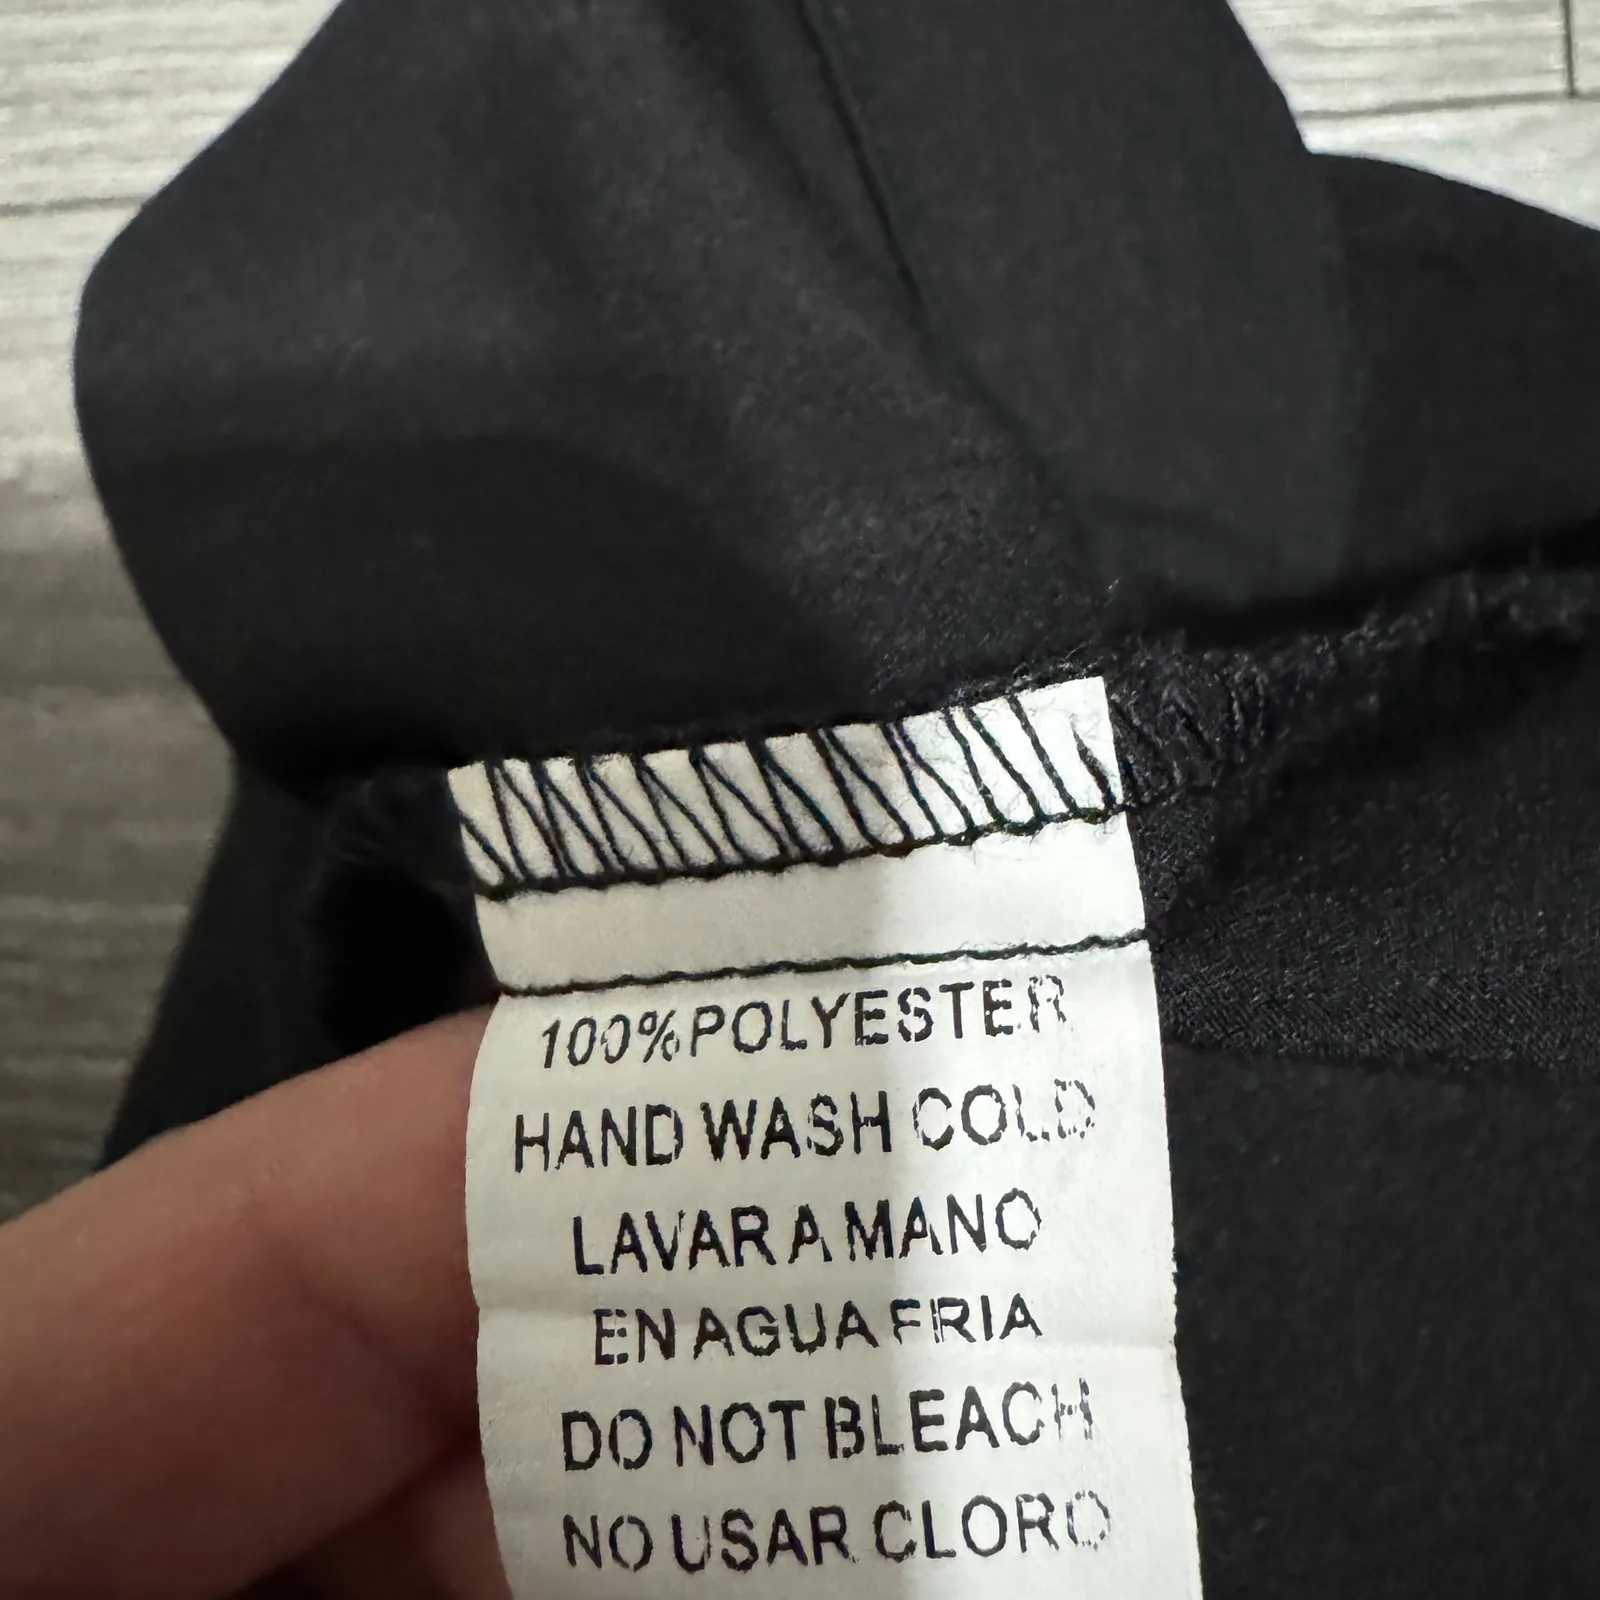 100% POLYESTER
HAND WASH COLD
LAVAR A MANO
EN AGUA FRIA
DO NOT BLEACH
NO USAR CLORO